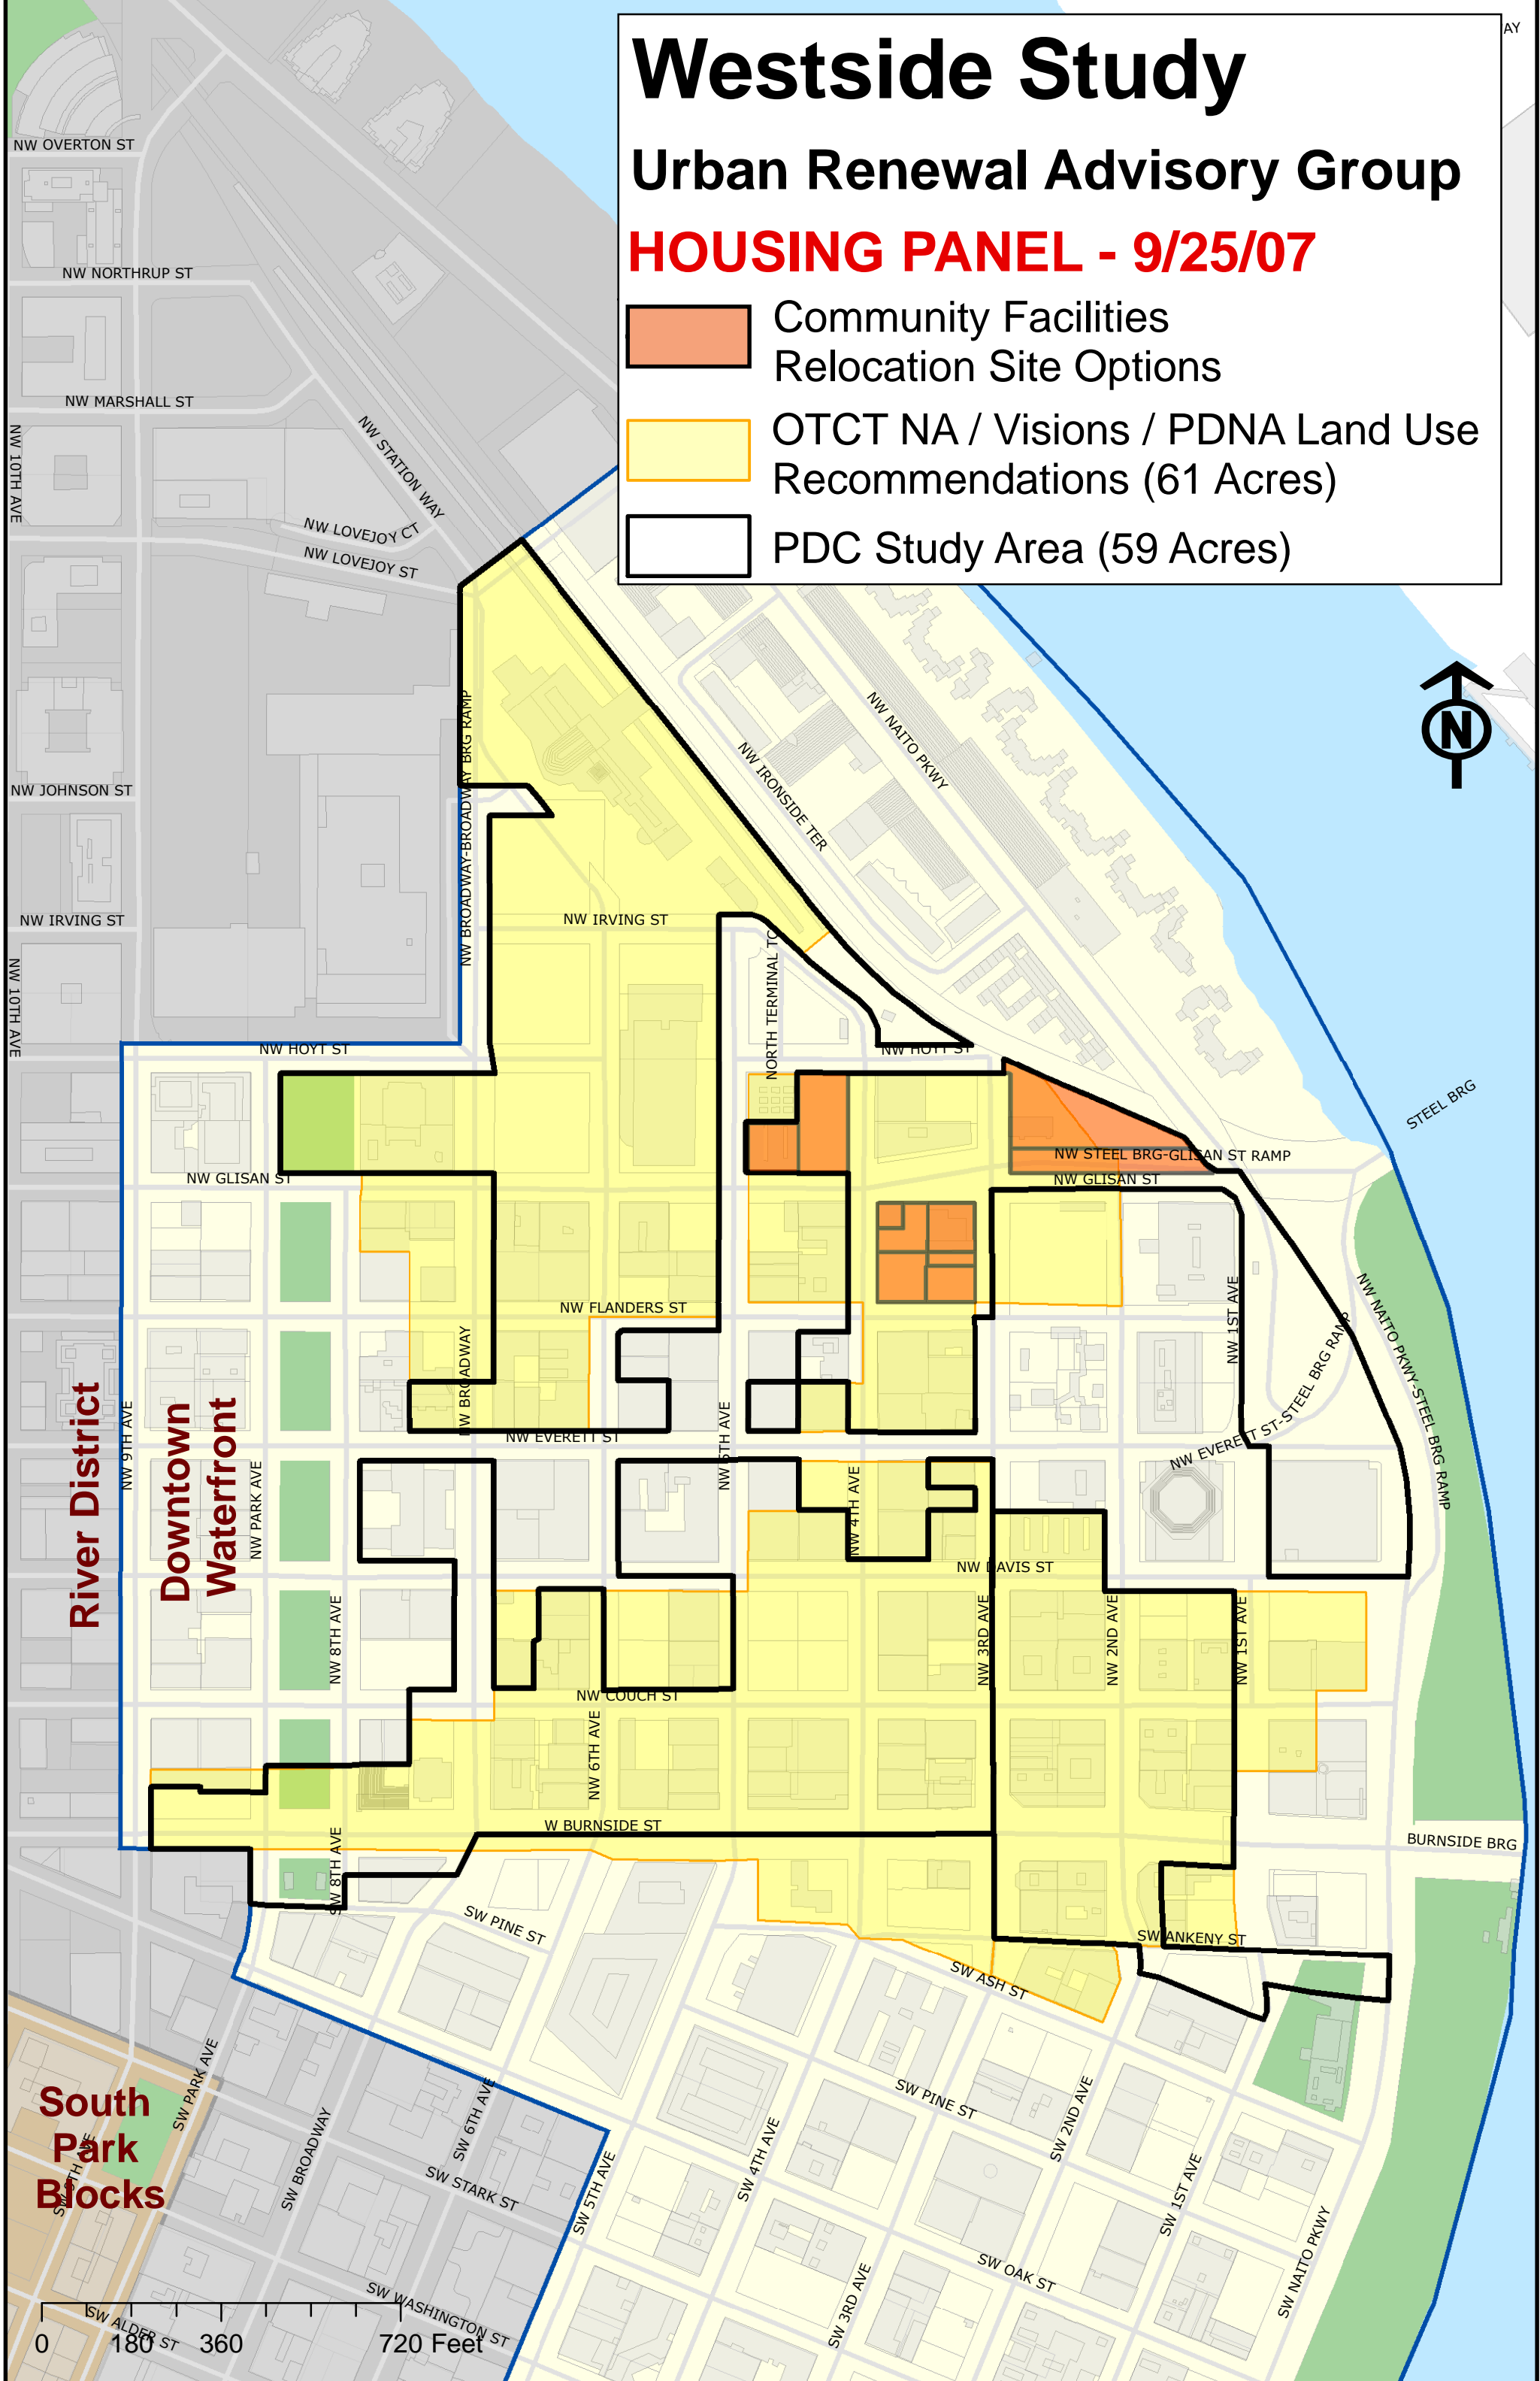 Westside Study
Urban Renewal Advisory Group
HOUSING PANEL - 9/25/07
Community Facilities
Relocation Site Options
OTCT NA / Visions / PDNA Land Use
Recommendations (61 Acres)
PDC Study Area (59 Acres)
AY
NW OVERTON ST
NW NORTHRUP ST
NW MARSHALL ST
NW 10TH AVE
NW STATION WAY
NW LOVEJOY CT
NW LOVEJOY ST
N
NW NAITO PKWY
NW IRONSIDE TER
NW BROADWAY-BROADWAY BRG RAMP
NW JOHNSON ST
NW IRVING ST
NW IRVING ST
NW 10TH AVE
NORTH TERMINAL TC
NW HOYT ST
NW HOYT ST
STEEL BRG
NW STEEL BRG-GLISAN ST RAMP
NW GLISAN ST
NW GLISAN ST
NW FLANDERS ST
NW 1ST AVE
NW NAITO PKWY-STEEL BRG RAMP
NW EVERETT ST-STEEL BRG RAMP
River District
Downtown
Waterfront
NW 9TH AVE
NW PARK AVE
NW BROADWAY
NW EVERETT ST
NW 5TH AVE
NW 4TH AVE
NW DAVIS ST
NW 8TH AVE
NW 3RD AVE
NW 2ND AVE
NW 1ST AVE
NW COUCH ST
NW 6TH AVE
W BURNSIDE ST
BURNSIDE BRG
SW 8TH AVE
SW PINE ST
SW ANKENY ST
SW ASH ST
SW PARK AVE
South
Park
Blocks
SW 9TH AVE
SW BROADWAY
SW 6TH AVE
SW STARK ST
SW 5TH AVE
SW 4TH AVE
SW PINE ST
SW 2ND AVE
SW 1ST AVE
SW NAITO PKWY
SW OAK ST
SW 3RD AVE
SW WASHINGTON ST
SW ALDER ST
0 180 360 720 Feet